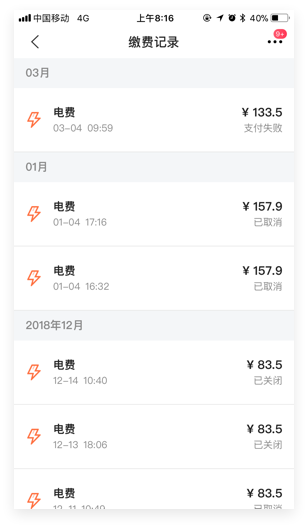 中国移动 4G 上午8:16 40%
缴费记录
9+
03月
电费 ¥ 133.5
03-04 09:59 支付失败
01月
电费 ¥ 157.9
01-04 17:16 已取消
电费 ¥ 157.9
01-04 16:32 已取消
2018年12月
电费 ¥ 83.5
12-14 10:40 已关闭
电费 ¥ 83.5
12-13 18:06 已关闭
电费 ¥ 83.5